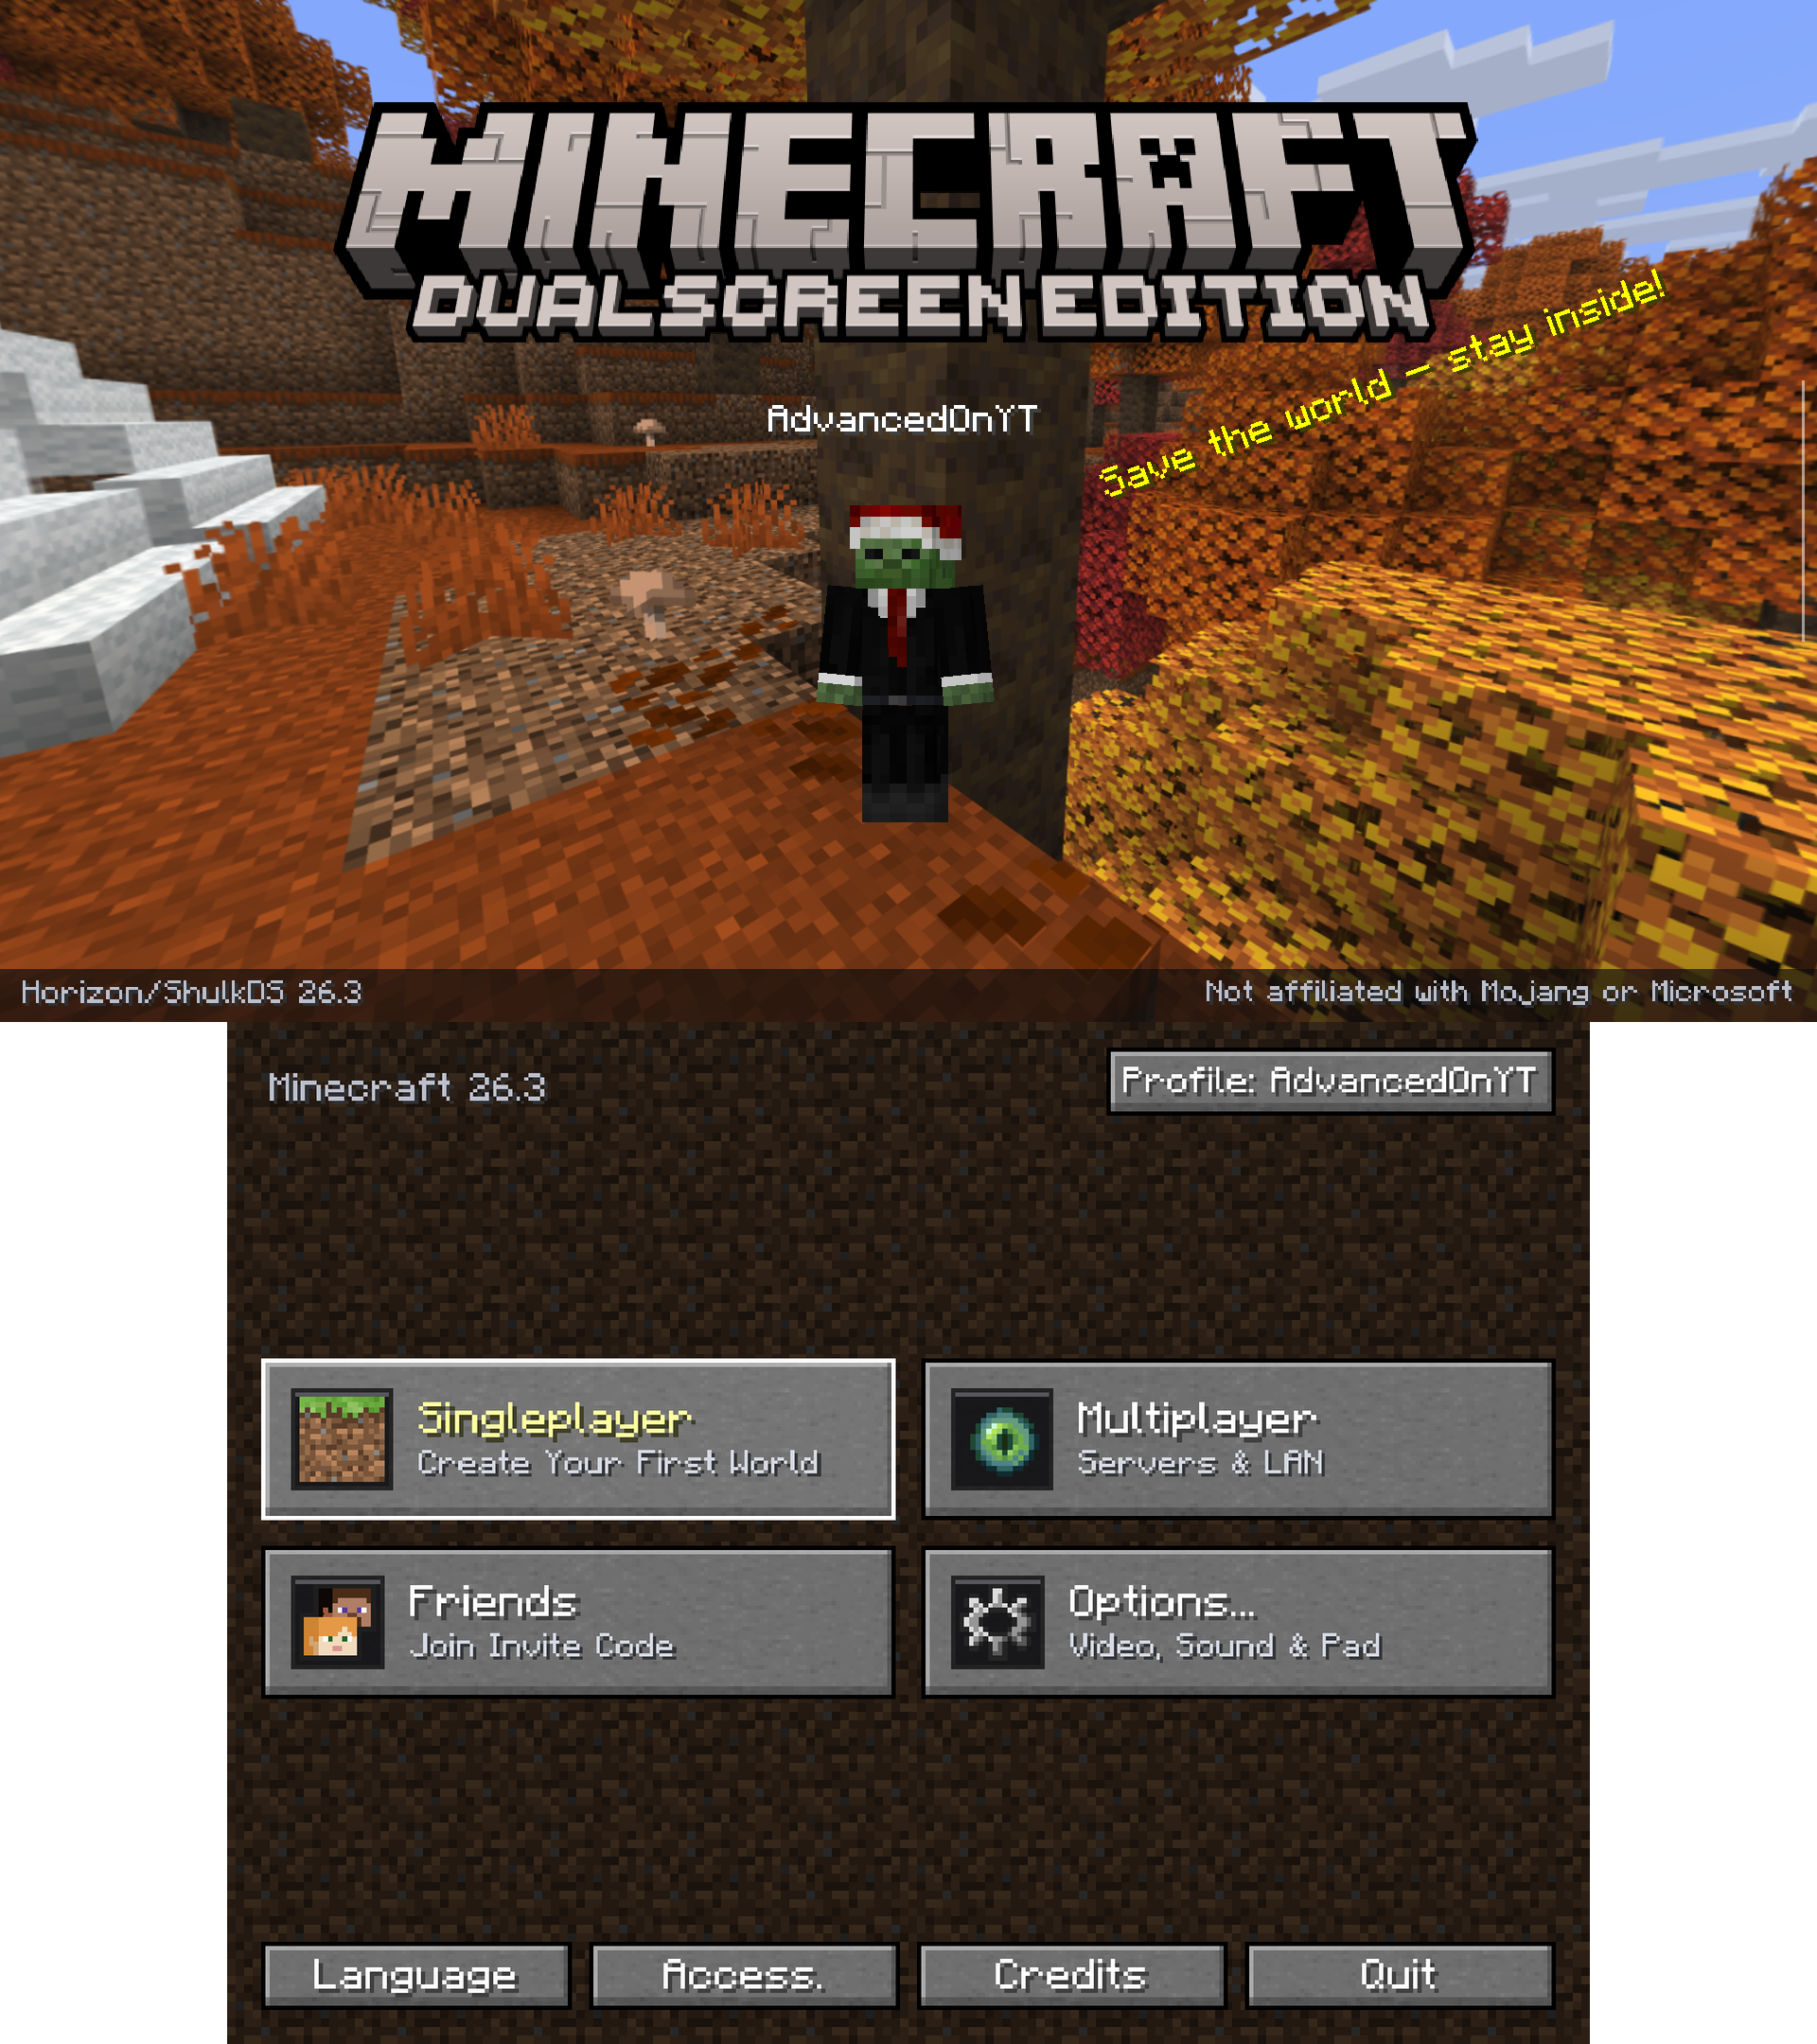 MINECRAFT
DUAL SCREEN EDITION
Save the world – stay inside!
AdvancedOnYT
Horizon/ShulkDS 26.3
Not affiliated with Mojang or Microsoft
Minecraft 26.3
Profile: AdvancedOnYT
Singleplayer
Create Your First World
Multiplayer
Servers & LAN
Friends
Join Invite Code
Options...
Video, Sound & Pad
Language
Access.
Credits
Quit